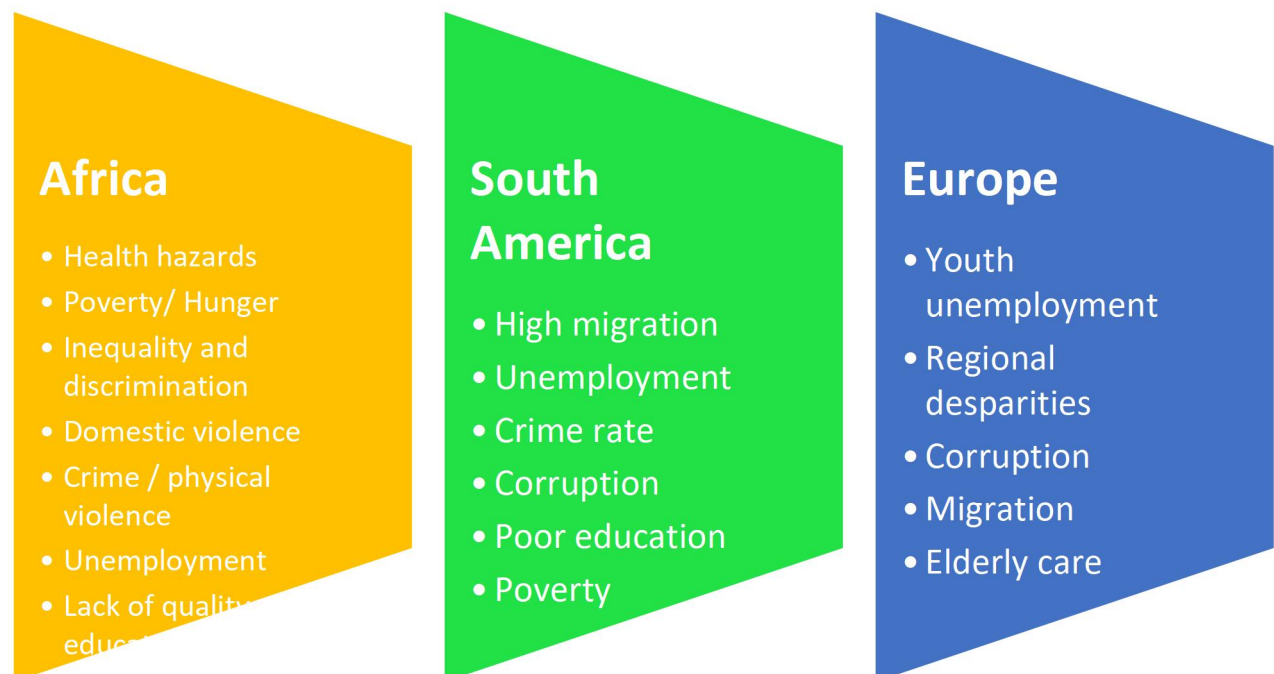 Africa
• Health hazards
• Poverty/ Hunger
• Inequality and
discrimination
• Domestic violence
• Crime / physical
violence
• Unemployment
• Lack of quality
South
America
• High migration
• Unemployment
• Crime rate
• Corruption
• Poor education
• Poverty
Europe
• Youth
unemployment
• Regional
desparities
• Corruption
• Migration
• Elderly care